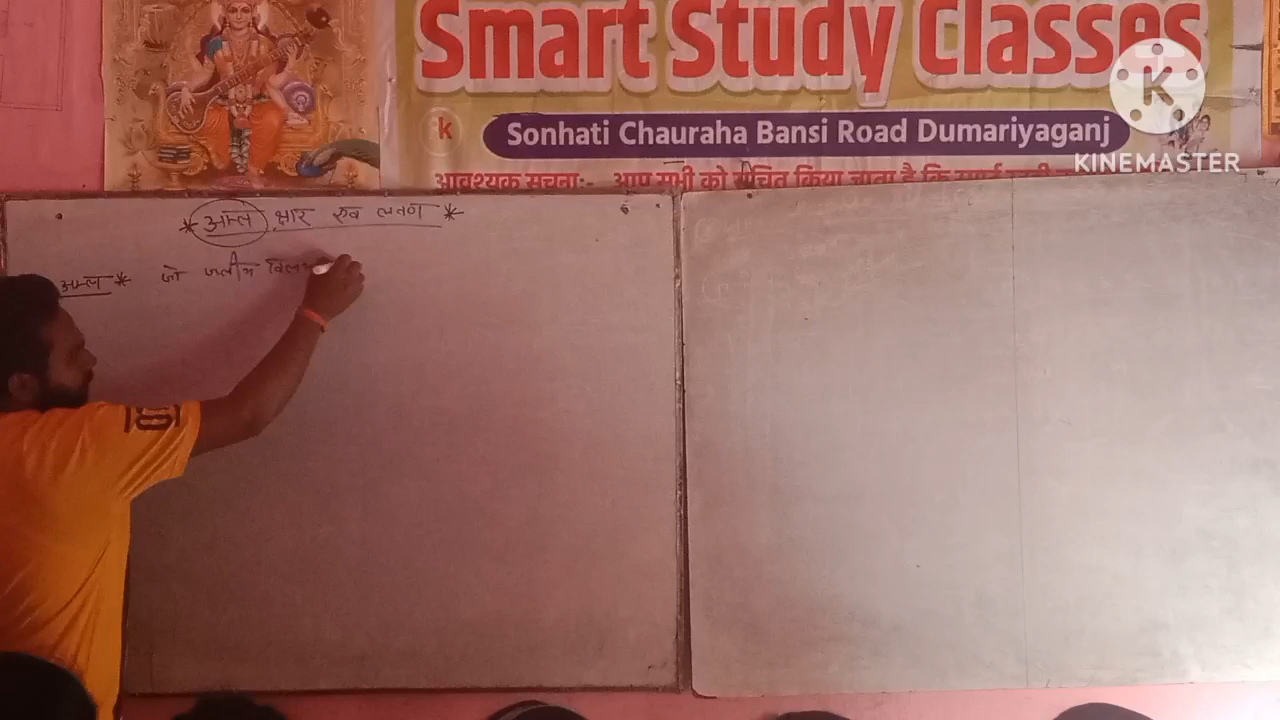 Smart Study Classes
k
Sonhati Chauraha Bansi Road Dumariyaganj
K
KINEMASTER
आवश्यक सूचना:- आप सभी को सूचित किया जाता है कि
* अम्ल, क्षार एवं लवण *
अम्ल * जो जलीय विलय